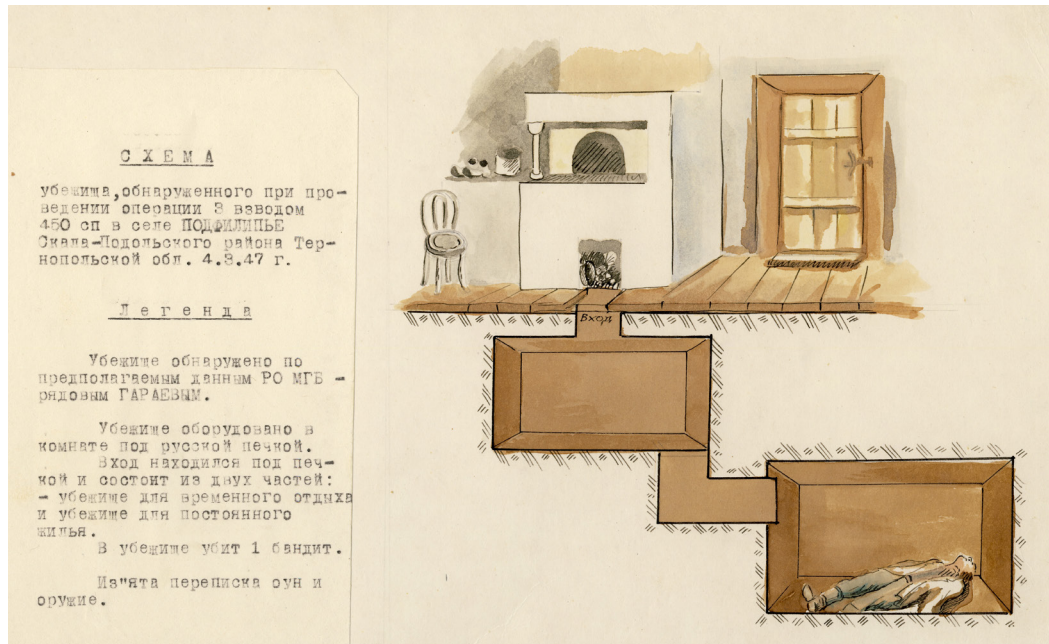 СХЕМА
убежища,обнаруженного при про-
ведении операции 3 взводом
450 сп в селе ПОДФИЛИПЬЕ
Скала-Подольского района Тер-
нопольской обл. 4.3.47 г.
Легенда
Убежище обнаружено по
предполагаемым данным РО МГБ -
рядовым ГАРАЕВЫМ.
Убежище оборудовано в
комнате под русской печкой.
Вход находился под печ-
кой и состоит из двух частей:
- убежище для временного отдыха
и убежище для постоянного
жилья.
В убежище убит 1 бандит.
Из"ята переписка оун и
оружие.
Вход